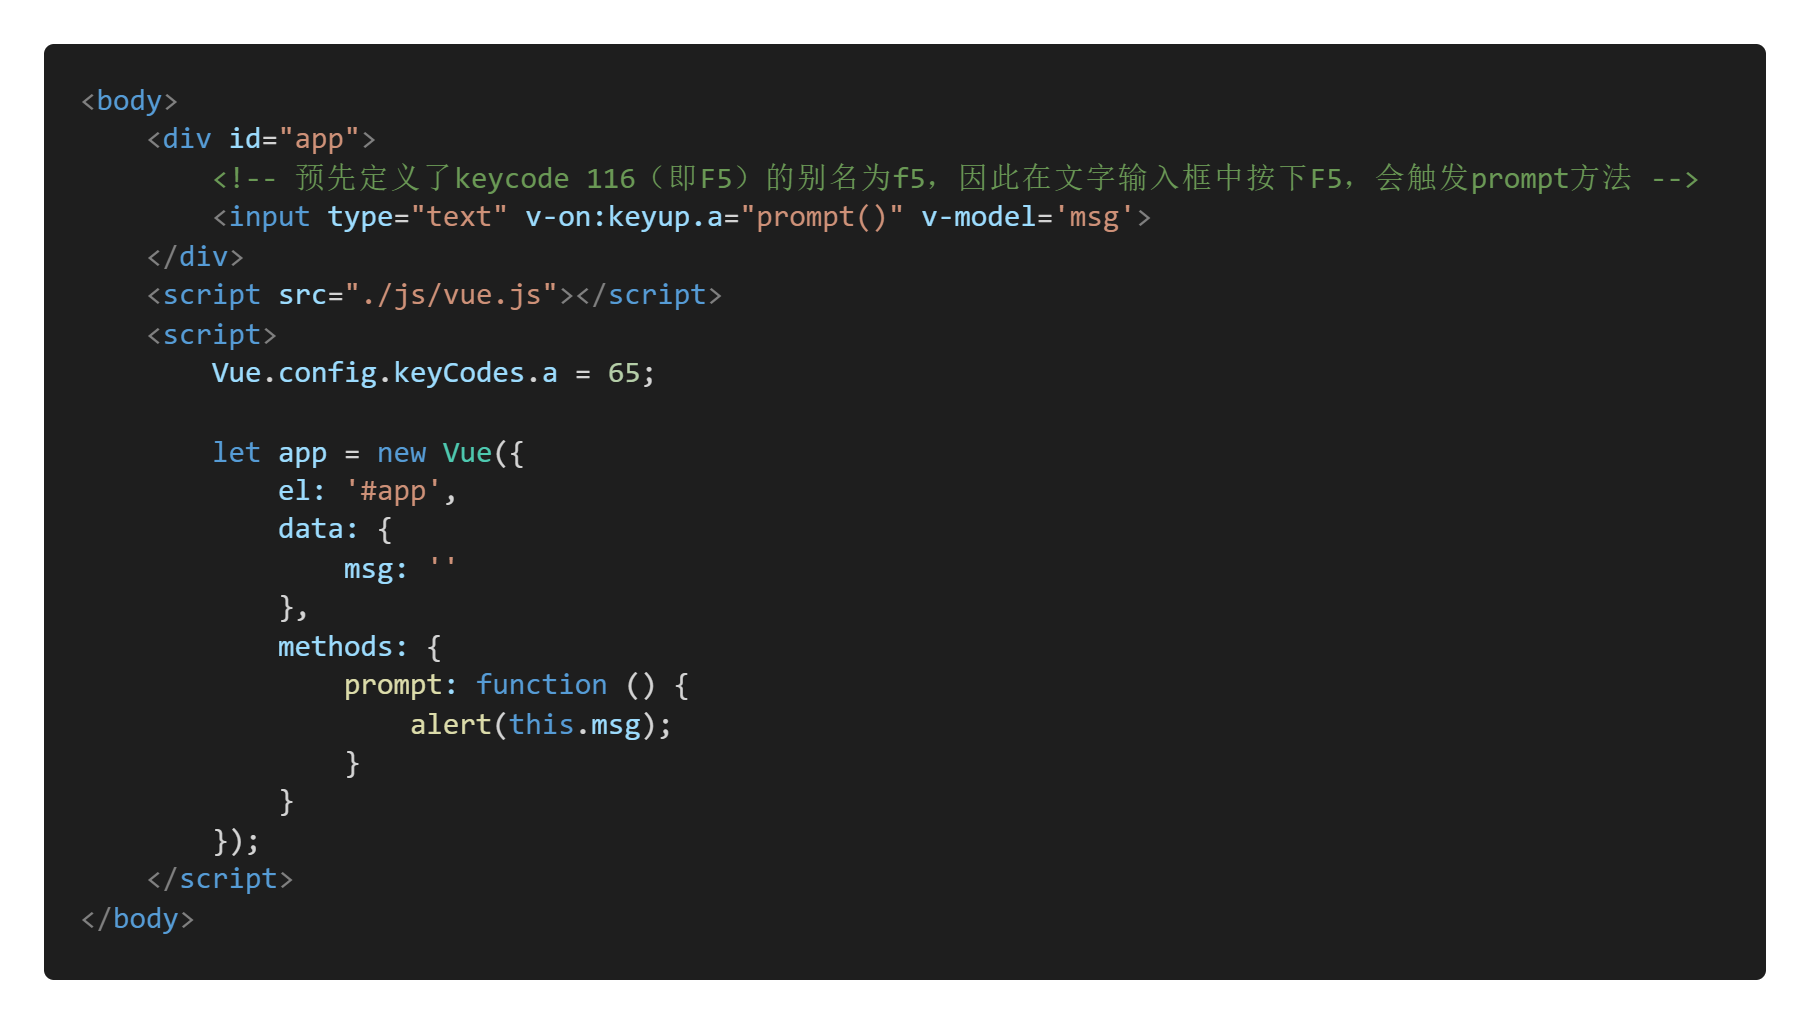 <body>
    <div id="app">
        <!-- 预先定义了keycode 116（即F5）的别名为f5，因此在文字输入框中按下F5，会触发prompt方法 -->
        <input type="text" v-on:keyup.a="prompt()" v-model='msg'>
    </div>
    <script src="./js/vue.js"></script>
    <script>
        Vue.config.keyCodes.a = 65;

        let app = new Vue({
            el: '#app',
            data: {
                msg: ''
            },
            methods: {
                prompt: function () {
                    alert(this.msg);
                }
            }
        });
    </script>
</body>